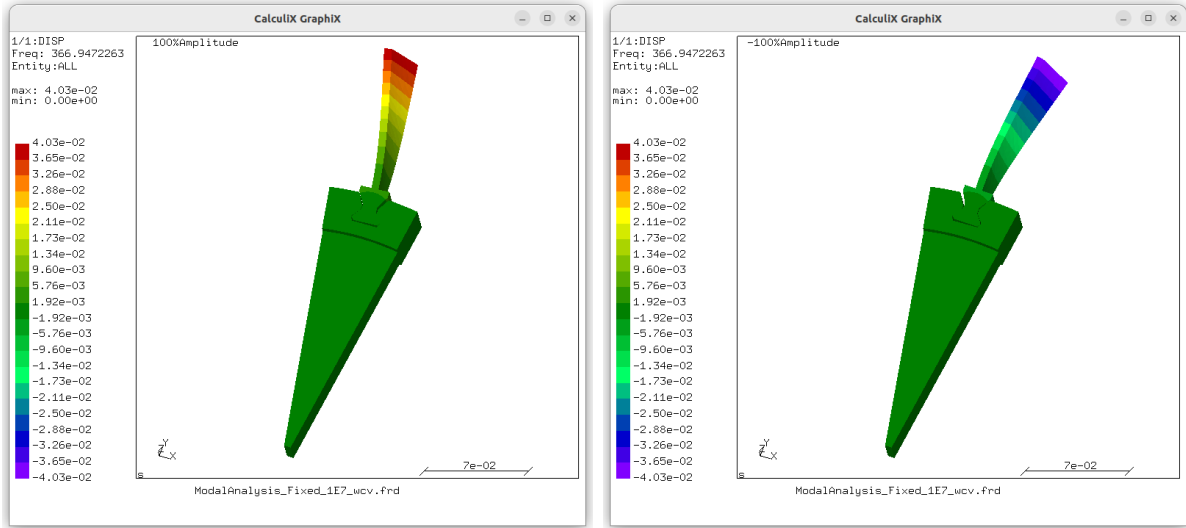 CalculiX GraphiX
1/1:DISP
Freq: 366.9472263
Entity:ALL
max: 4.03e-02
min: 0.00e+00
100%Amplitude
4.03e-02
3.65e-02
3.26e-02
2.88e-02
2.50e-02
2.11e-02
1.73e-02
1.34e-02
9.60e-03
5.76e-03
1.92e-03
-1.92e-03
-5.76e-03
-9.60e-03
-1.34e-02
-1.73e-02
-2.11e-02
-2.50e-02
-2.88e-02
-3.26e-02
-3.65e-02
-4.03e-02
Y
Z
X
s
7e-02
ModalAnalysis_Fixed_1E7_wcv.frd
CalculiX GraphiX
1/1:DISP
Freq: 366.9472263
Entity:ALL
max: 4.03e-02
min: 0.00e+00
-100%Amplitude
4.03e-02
3.65e-02
3.26e-02
2.88e-02
2.50e-02
2.11e-02
1.73e-02
1.34e-02
9.60e-03
5.76e-03
1.92e-03
-1.92e-03
-5.76e-03
-9.60e-03
-1.34e-02
-1.73e-02
-2.11e-02
-2.50e-02
-2.88e-02
-3.26e-02
-3.65e-02
-4.03e-02
Y
Z
X
s
7e-02
ModalAnalysis_Fixed_1E7_wcv.frd